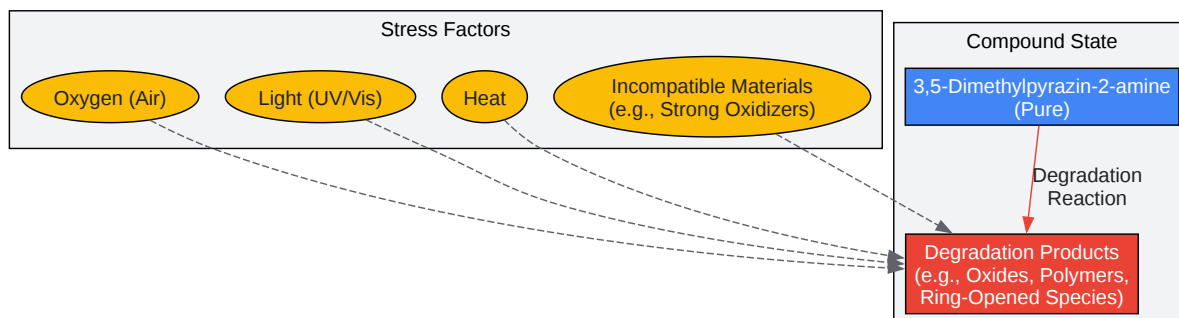 Stress Factors
Oxygen (Air)
Light (UV/Vis)
Heat
Incompatible Materials
(e.g., Strong Oxidizers)
Compound State
3,5-Dimethylpyrazin-2-amine
(Pure)
Degradation
Reaction
Degradation Products
(e.g., Oxides, Polymers,
Ring-Opened Species)